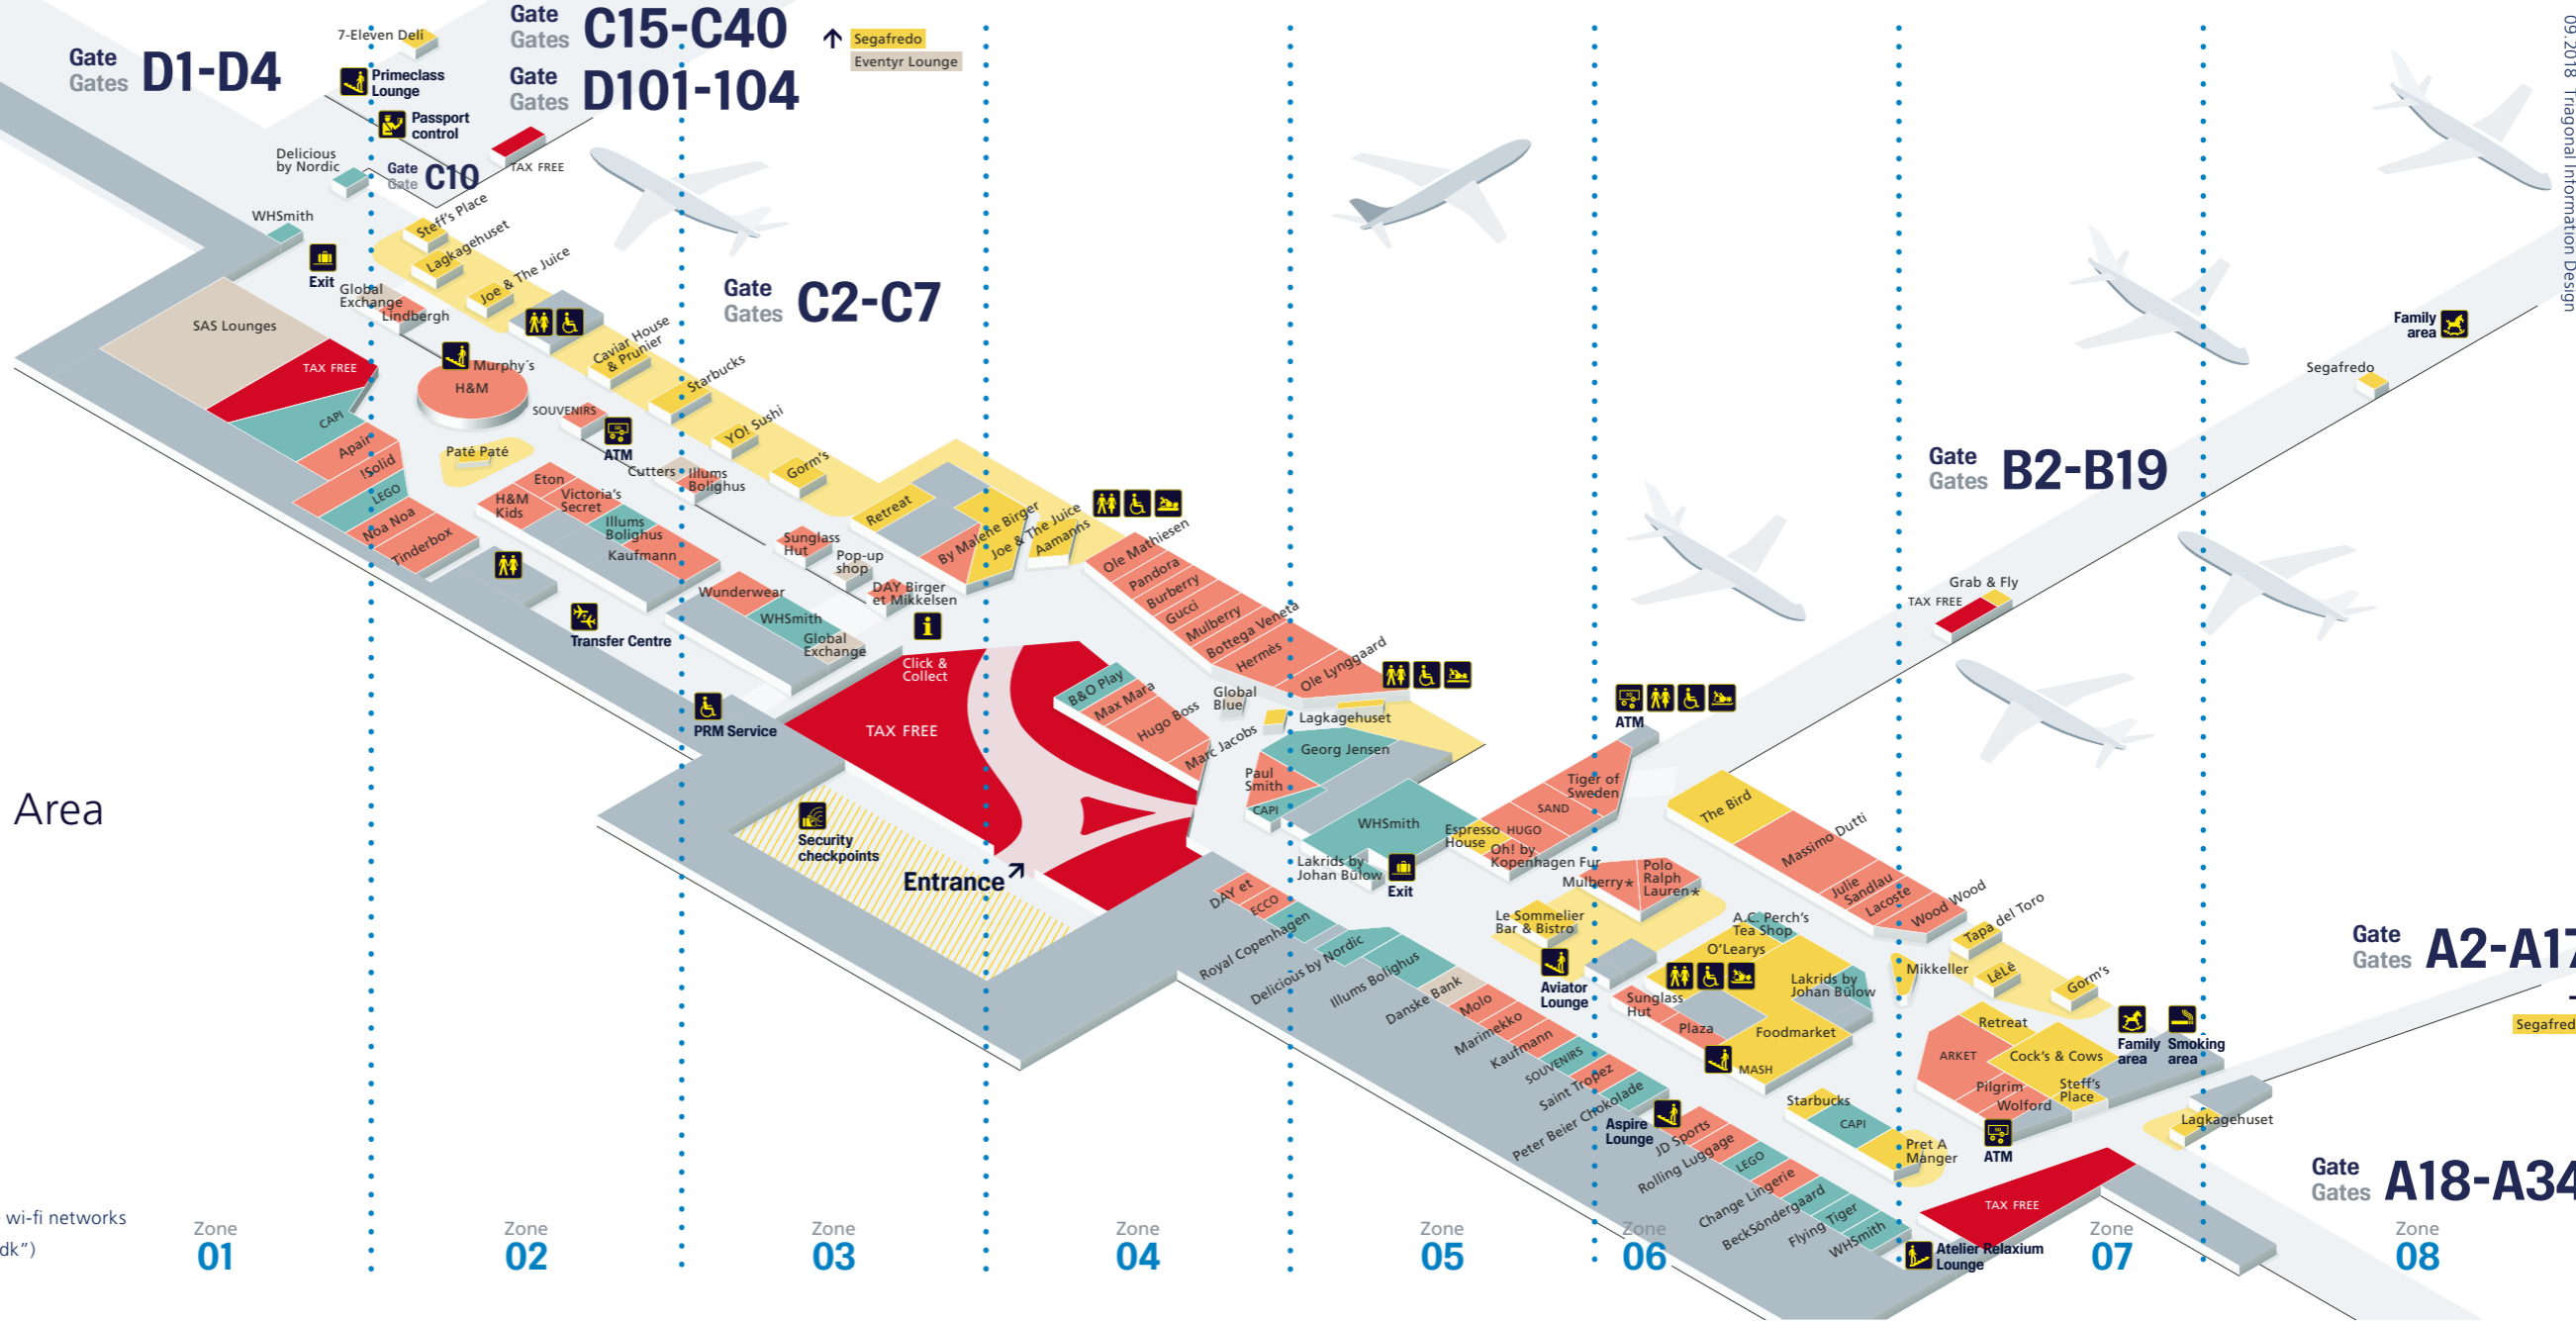 Gate
Gates D1-D4
7-Eleven Deli
Primeclass
Lounge
Passport
control
Gate
Gates C15-C40
Gate
Gates D101-104
Segafredo
Eventyr Lounge
TAX FREE
Delicious
by Nordic
Gate
Gate C10
WHSmith
Exit
Steff's Place
Lagkagehuset
Joe & The Juice
Global
Exchange
Lindbergh
SAS Lounges
TAX FREE
CAPI
Apair
!Solid
LEGO
Noa Noa
Tinderbox
Murphy´s
H&M
SOUVENIRS
ATM
Paté Paté
Caviar House
& Prunier
Starbucks
YO! Sushi
Gorm's
Gate
Gates C2-C7
Cutters
Illums
Bolighus
H&M
Kids
Eton
Victoria's
Secret
Illums
Bolighus
Kaufmann
Transfer Centre
Wunderwear
WHSmith
Global
Exchange
PRM Service
Sunglass
Hut
Pop-up
shop
DAY Birger
et Mikkelsen
Retreat
By Malene Birger
Joe & The Juice
Aamanns
Click &
Collect
TAX FREE
Security
checkpoints
Entrance
Ole Mathiesen
Pandora
Burberry
Gucci
Mulberry
Bottega Veneta
Hermès
Ole Lynggaard
B&O Play
Max Mara
Hugo Boss
Marc Jacobs
Global
Blue
Lagkagehuset
Georg Jensen
Paul
Smith
CAPI
WHSmith
Lakrids by
Johan Bülow
Exit
Espresso
House
HUGO
SAND
Tiger of
Sweden
Oh! by
Kopenhagen Fur
ATM
DAY et
ECCO
Royal Copenhagen
Delicious by Nordic
Illums Bolighus
Danske Bank
Molo
Marimekko
Kaufmann
SOUVENIRS
Saint Tropez
Peter Beier Chokolade
Aspire
Lounge
JD Sports
Rolling Luggage
LEGO
Change Lingerie
BeckSöndergaard
Flying Tiger
WHSmith
Mulberry*
Polo
Ralph
Lauren*
Le Sommelier
Bar & Bistro
Aviator
Lounge
A.C. Perch's
Tea Shop
O'Learys
Lakrids by
Johan Bülow
Sunglass
Hut
Plaza
Foodmarket
MASH
The Bird
Massimo Dutti
Julie
Sandlau
Lacoste
Wood Wood
Tapa del Toro
Mikkeller
LêLê
Gorm's
Gate
Gates B2-B19
Grab & Fly
TAX FREE
Segafredo
Family
area
Retreat
ARKET
Cock's & Cows
Pilgrim
Wolford
Steff's
Place
Family
area
Smoking
area
ATM
Starbucks
CAPI
Pret A
Manger
Lagkagehuset
TAX FREE
Atelier Relaxium
Lounge
Gate
Gates A2-A17
Gate
Gates A18-A34
Area
wi-fi networks
dk”)
Zone
01
Zone
02
Zone
03
Zone
04
Zone
05
Zone
06
Zone
07
Zone
08
09.2018 Triagonal Information Design